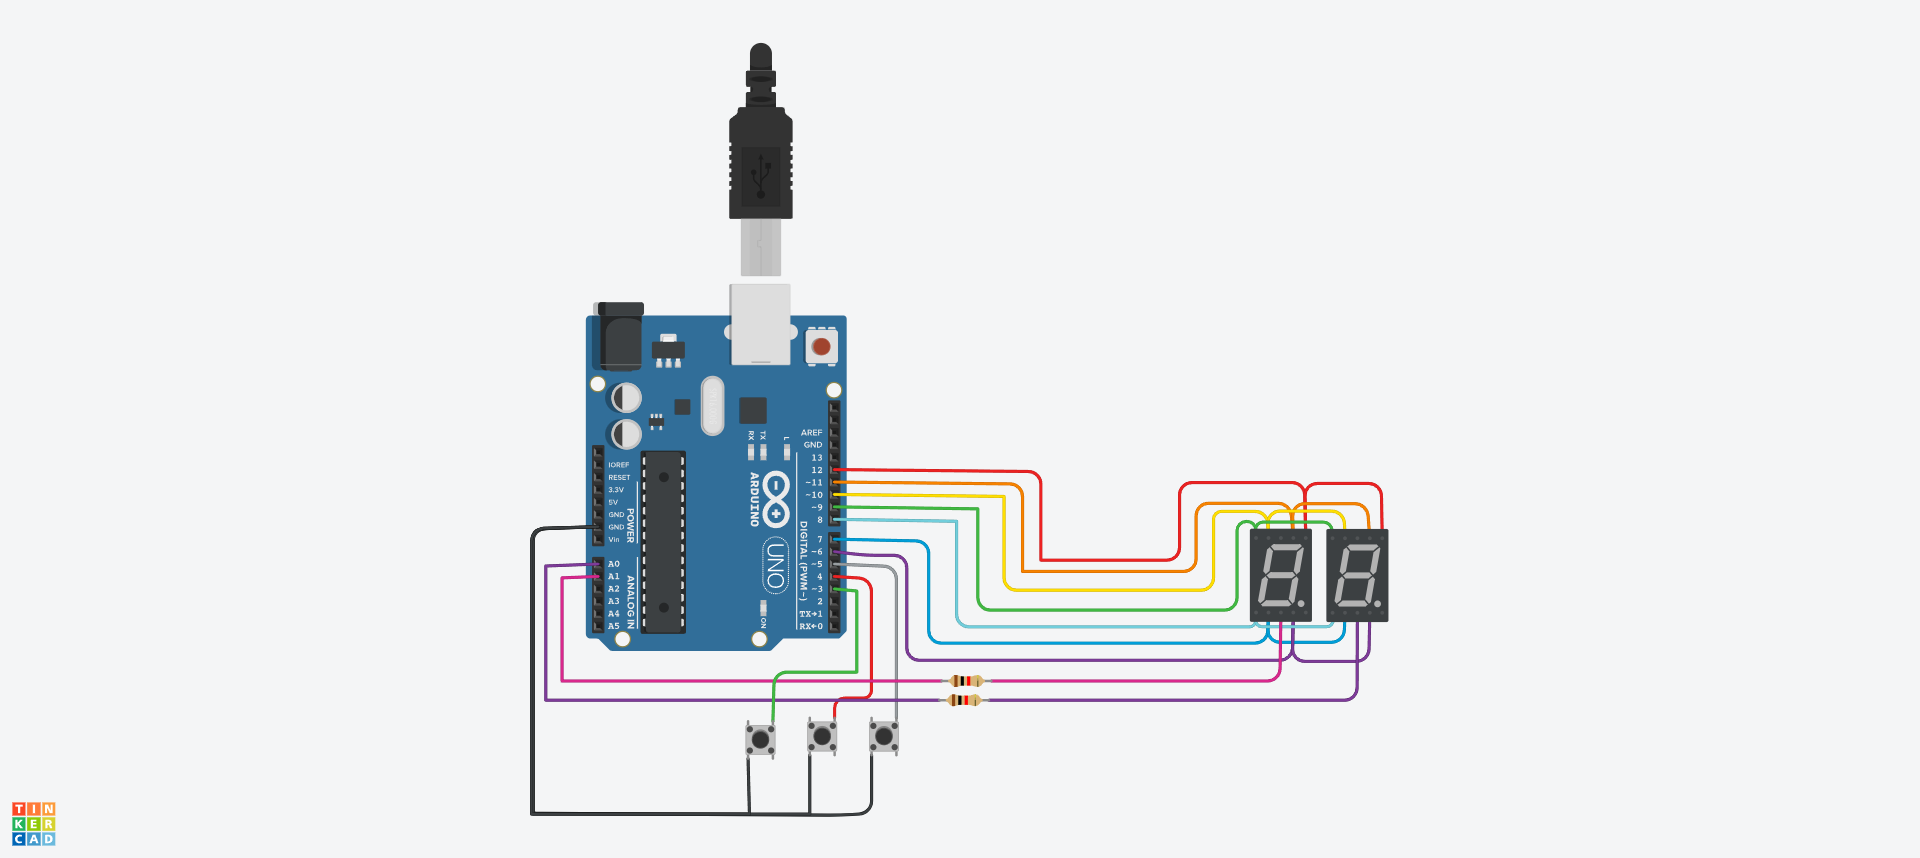 AREF
GND
13
12
~11
~10
~9
8
7
~6
~5
4
~3
2
TX→1
RX←0
IOREF
RESET
3.3V
5V
GND
GND
Vin
A0
A1
A2
A3
A4
A5
POWER
ANALOG IN
RX
TX
L
ARDUINO
UNO
DIGITAL (PWM~)
ON
TIN
KER
CAD